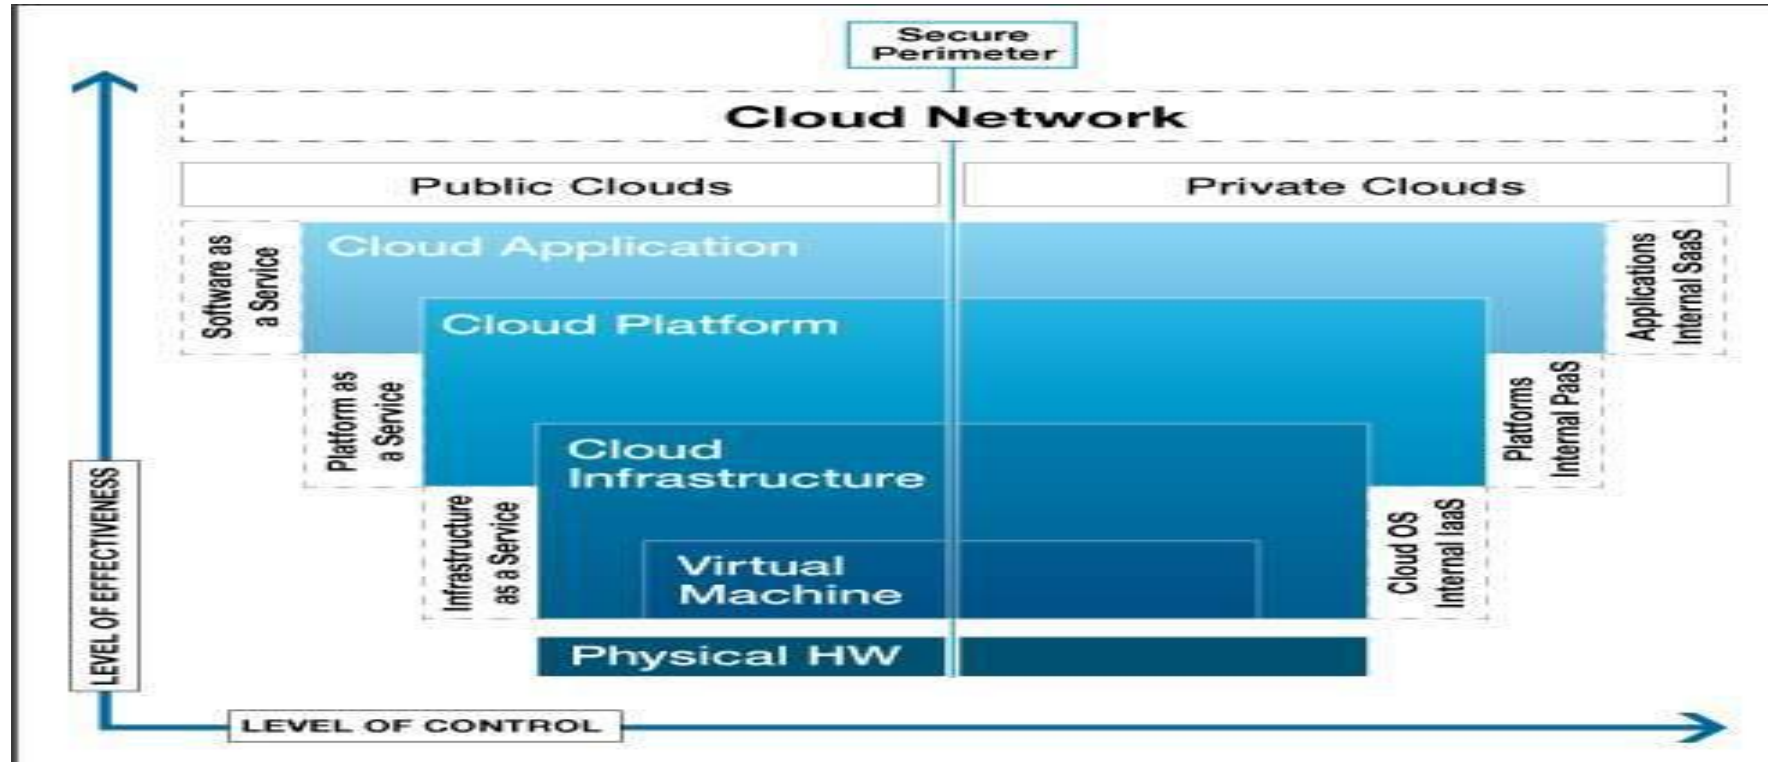 Secure
Perimeter
Cloud Network
Public Clouds
Private Clouds
Software as
a Service
Cloud Application
Applications
Internal SaaS
Platform as
a Service
Cloud Platform
Platforms
Internal PaaS
Infrastructure
as a Service
Cloud
Infrastructure
Cloud OS
Internal IaaS
Virtual
Machine
Physical HW
LEVEL OF EFFECTIVENESS
LEVEL OF CONTROL